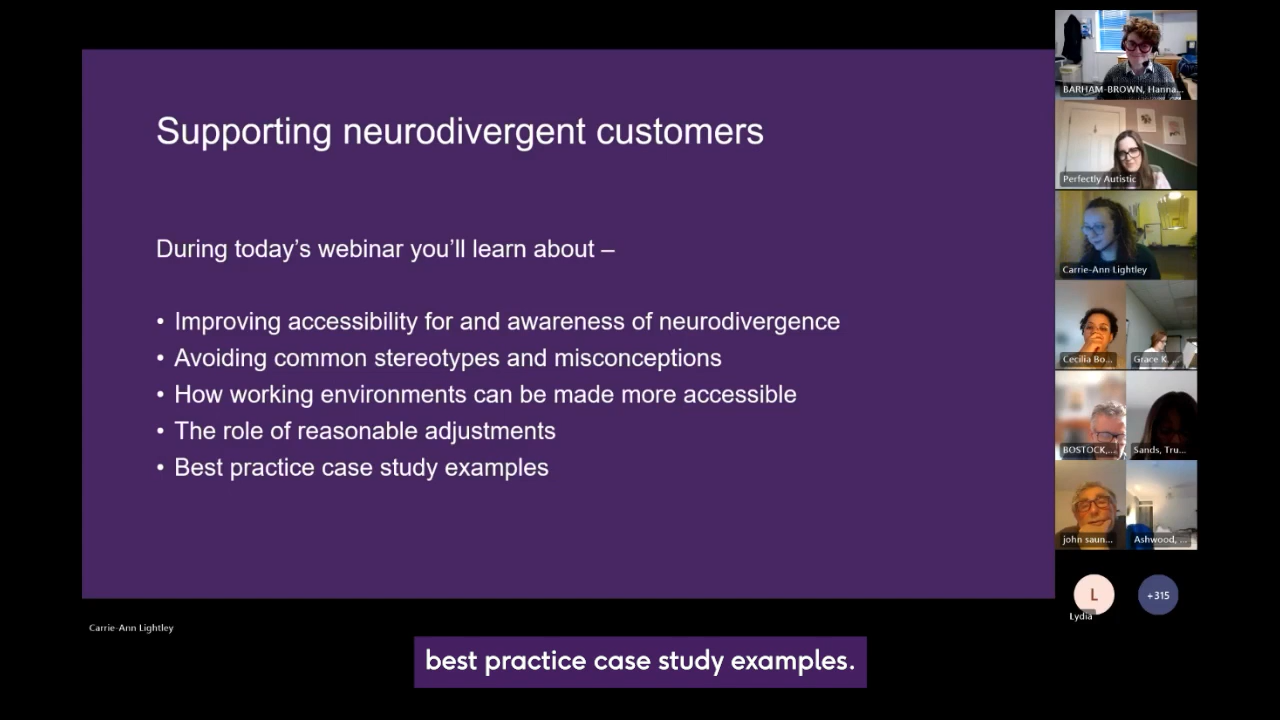 Supporting neurodivergent customers
During today's webinar you'll learn about –
• Improving accessibility for and awareness of neurodivergence
• Avoiding common stereotypes and misconceptions
• How working environments can be made more accessible
• The role of reasonable adjustments
• Best practice case study examples
BARHAM-BROWN, Hanna...
Perfectly Autistic
Carrie-Ann Lightley
Cecilia Bo...
Grace K...
BOSTOCK,...
Sands, Tru...
john saun...
Ashwood, ...
L
Lydia
+315
Carrie-Ann Lightley
best practice case study examples.